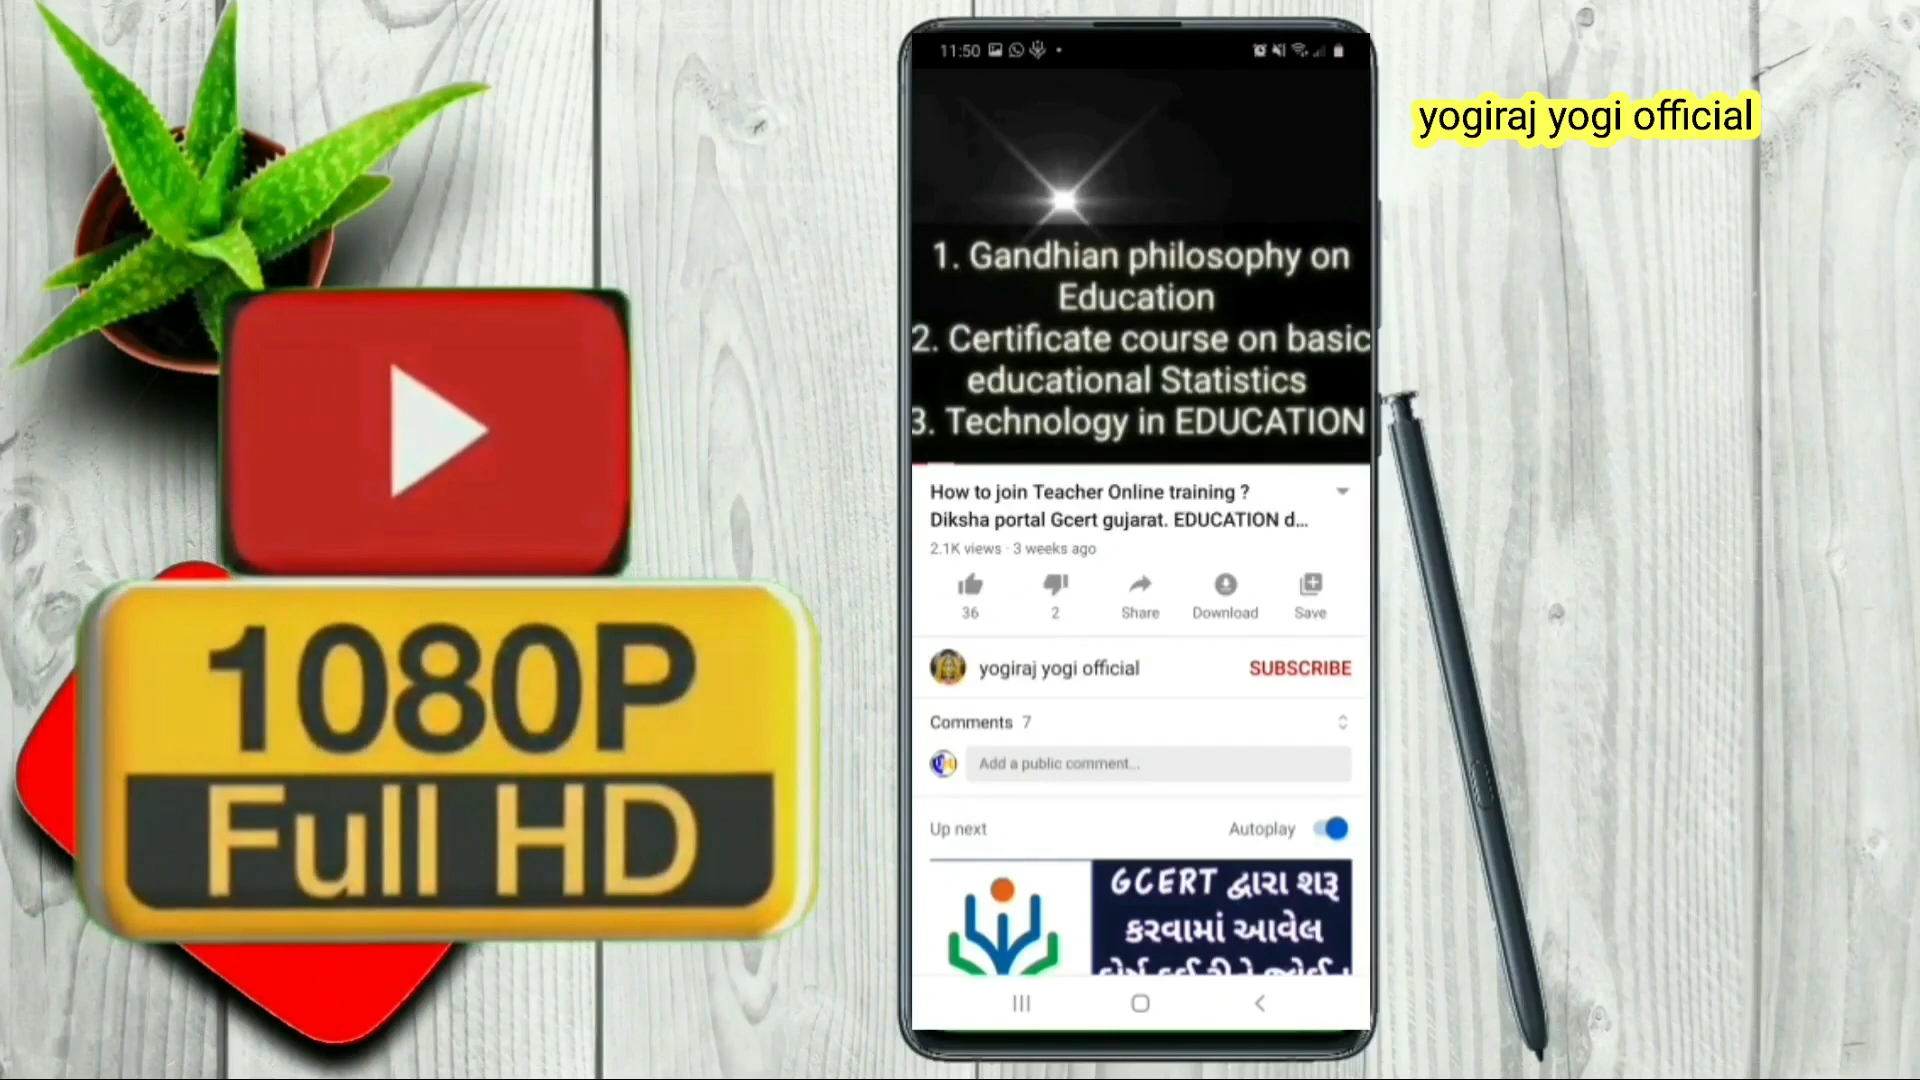 yogiraj yogi official
11:50
1. Gandhian philosophy on
Education
2. Certificate course on basic
educational Statistics
3. Technology in EDUCATION
How to join Teacher Online training ?
Diksha portal Gcert gujarat. EDUCATION d...
2.1K views · 3 weeks ago
36
2
Share
Download
Save
yogiraj yogi official
SUBSCRIBE
Comments 7
Add a public comment...
Up next
Autoplay
GCERT દ્વારા શરૂ
કરવામાં આવેલ
1080P
Full HD